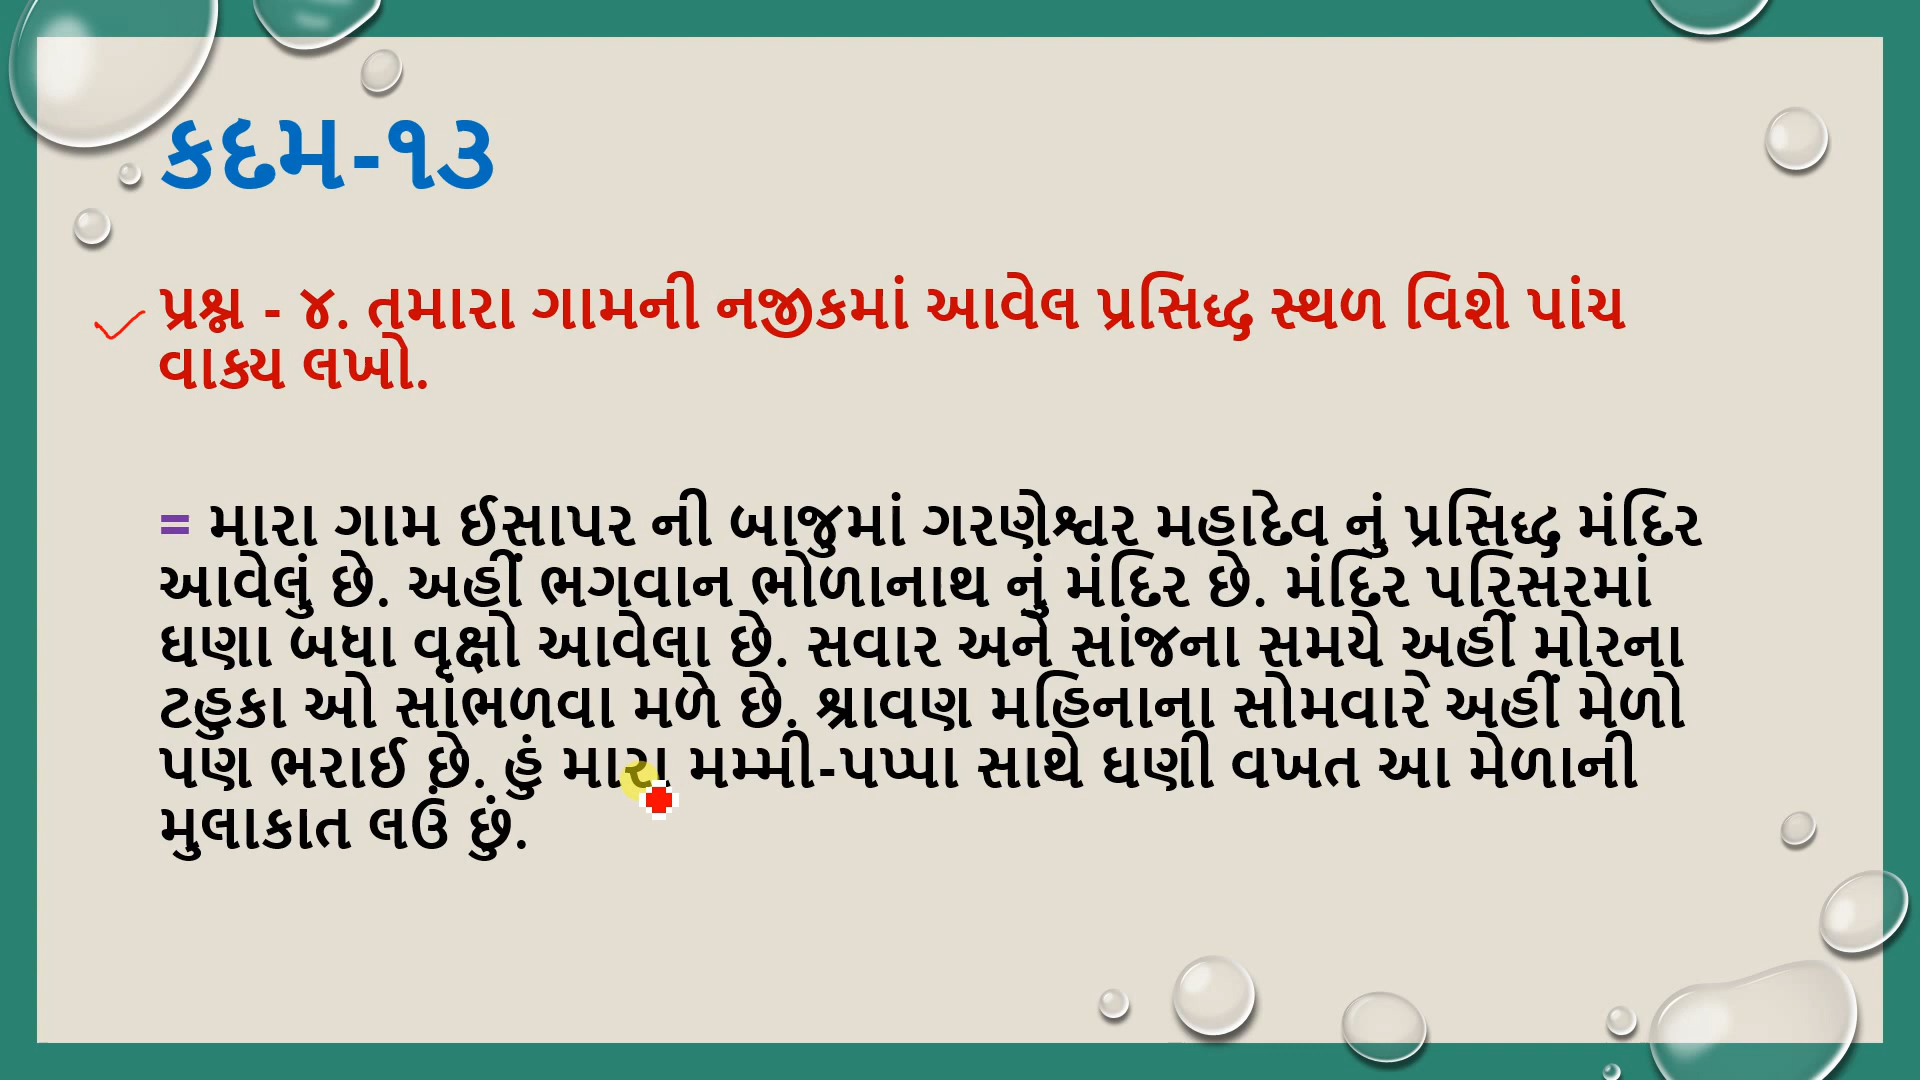 કદમ-૧૩
પ્રશ્ન - ૪. તમારા ગામની નજીકમાં આવેલ પ્રસિધ્ધ સ્થળ વિશે પાંચ
વાક્ય લખો.
= મારા ગામ ઈસાપર ની બાજુમાં ગરણેશ્વર મહાદેવ નું પ્રસિધ્ધ મંદિર
આવેલું છે. અહીં ભગવાન ભોળાનાથ નું મંદિર છે. મંદિર પરિસરમાં
ઘણા બધા વૃક્ષો આવેલા છે. સવાર અને સાંજના સમયે અહીં મોરના
ટહુકા ઓ સાંભળવા મળે છે. શ્રાવણ મહિનાના સોમવારે અહીં મેળો
પણ ભરાઈ છે. હું મારા મમ્મી-પપ્પા સાથે ઘણી વખત આ મેળાની
મુલાકાત લઉં છું.